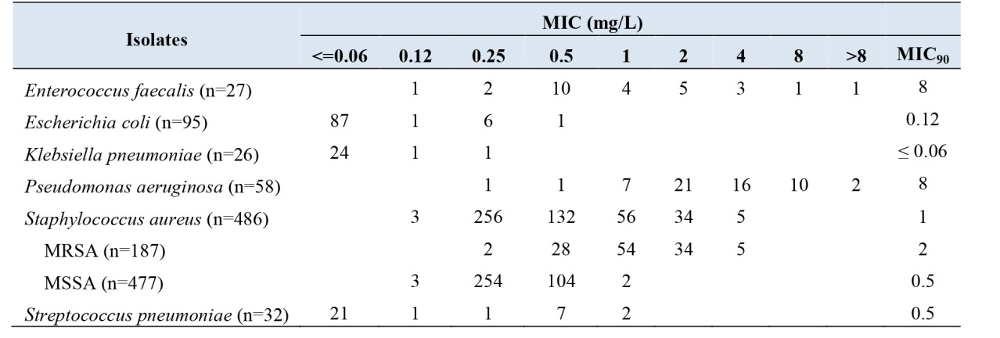 Isolates MIC (mg/L)
<=0.06 0.12 0.25 0.5 1 2 4 8 >8 MIC90
Enterococcus faecalis (n=27) 1 2 10 4 5 3 1 1 8
Escherichia coli (n=95) 87 1 6 1 0.12
Klebsiella pneumoniae (n=26) 24 1 1 ≤ 0.06
Pseudomonas aeruginosa (n=58) 1 1 7 21 16 10 2 8
Staphylococcus aureus (n=486) 3 256 132 56 34 5 1
MRSA (n=187) 2 28 54 34 5 2
MSSA (n=477) 3 254 104 2 0.5
Streptococcus pneumoniae (n=32) 21 1 1 7 2 0.5